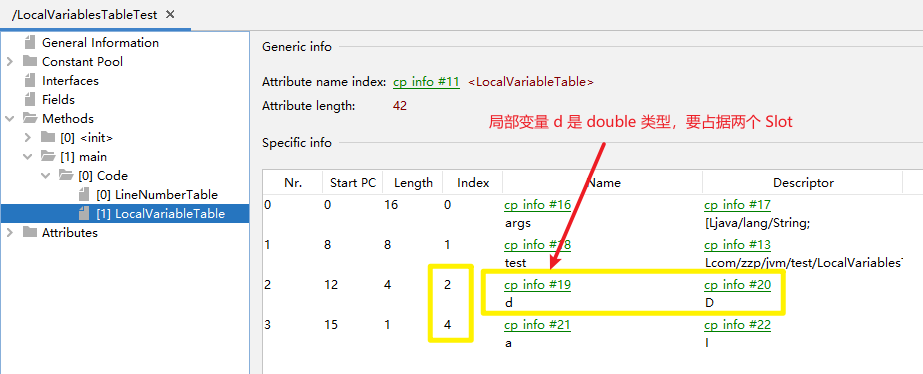 /LocalVariablesTableTest
General Information
Constant Pool
Interfaces
Fields
Methods
[0] <init>
[1] main
[0] Code
[0] LineNumberTable
[1] LocalVariableTable
Attributes
Generic info
Attribute name index: cp info #11 <LocalVariableTable>
Attribute length: 42
局部变量 d 是 double 类型，要占据两个 Slot
Specific info
Nr. Start PC Length Index Name Descriptor
0 0 16 0 cp info #16 cp info #17
args [Ljava/lang/String;
1 8 8 1 cp info #18 cp info #13
test Lcom/zzp/jvm/test/LocalVariables
2 12 4 2 cp info #19 cp info #20
d D
3 15 1 4 cp info #21 cp info #22
a I